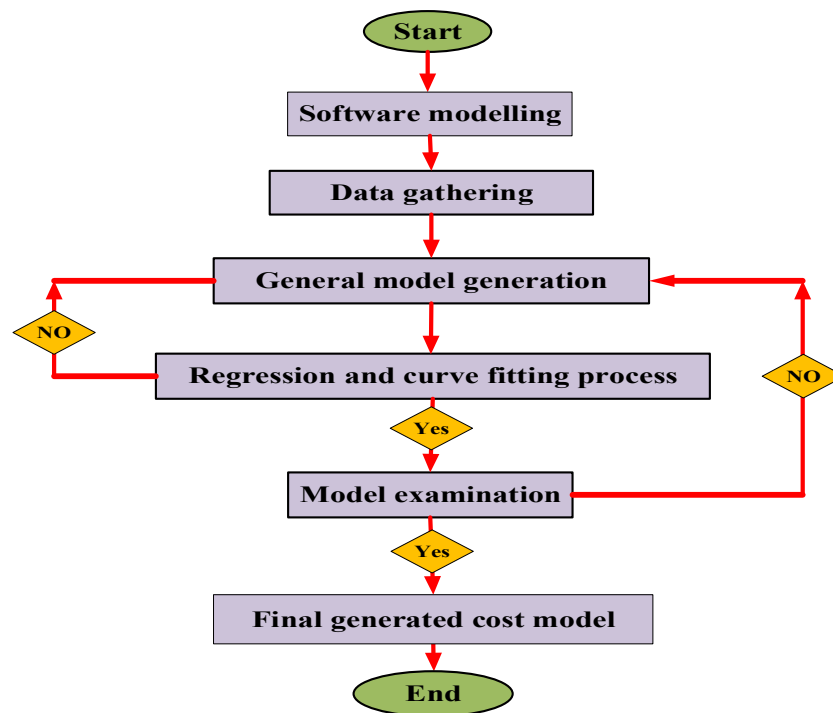 Start
Software modelling
Data gathering
General model generation
NO
Regression and curve fitting process
NO
Yes
Model examination
Yes
Final generated cost model
End